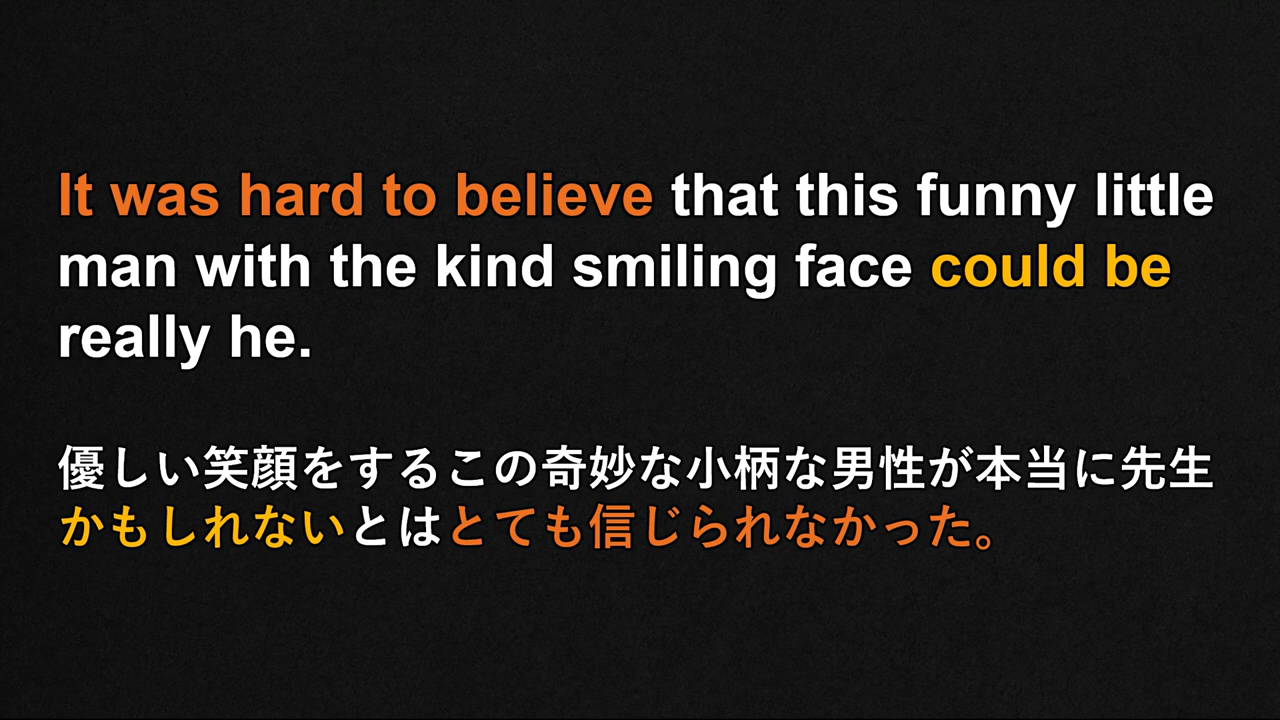 It was hard to believe that this funny little
man with the kind smiling face could be
really he.
優しい笑顔をするこの奇妙な小柄な男性が本当に先生
かもしれないとはとても信じられなかった。